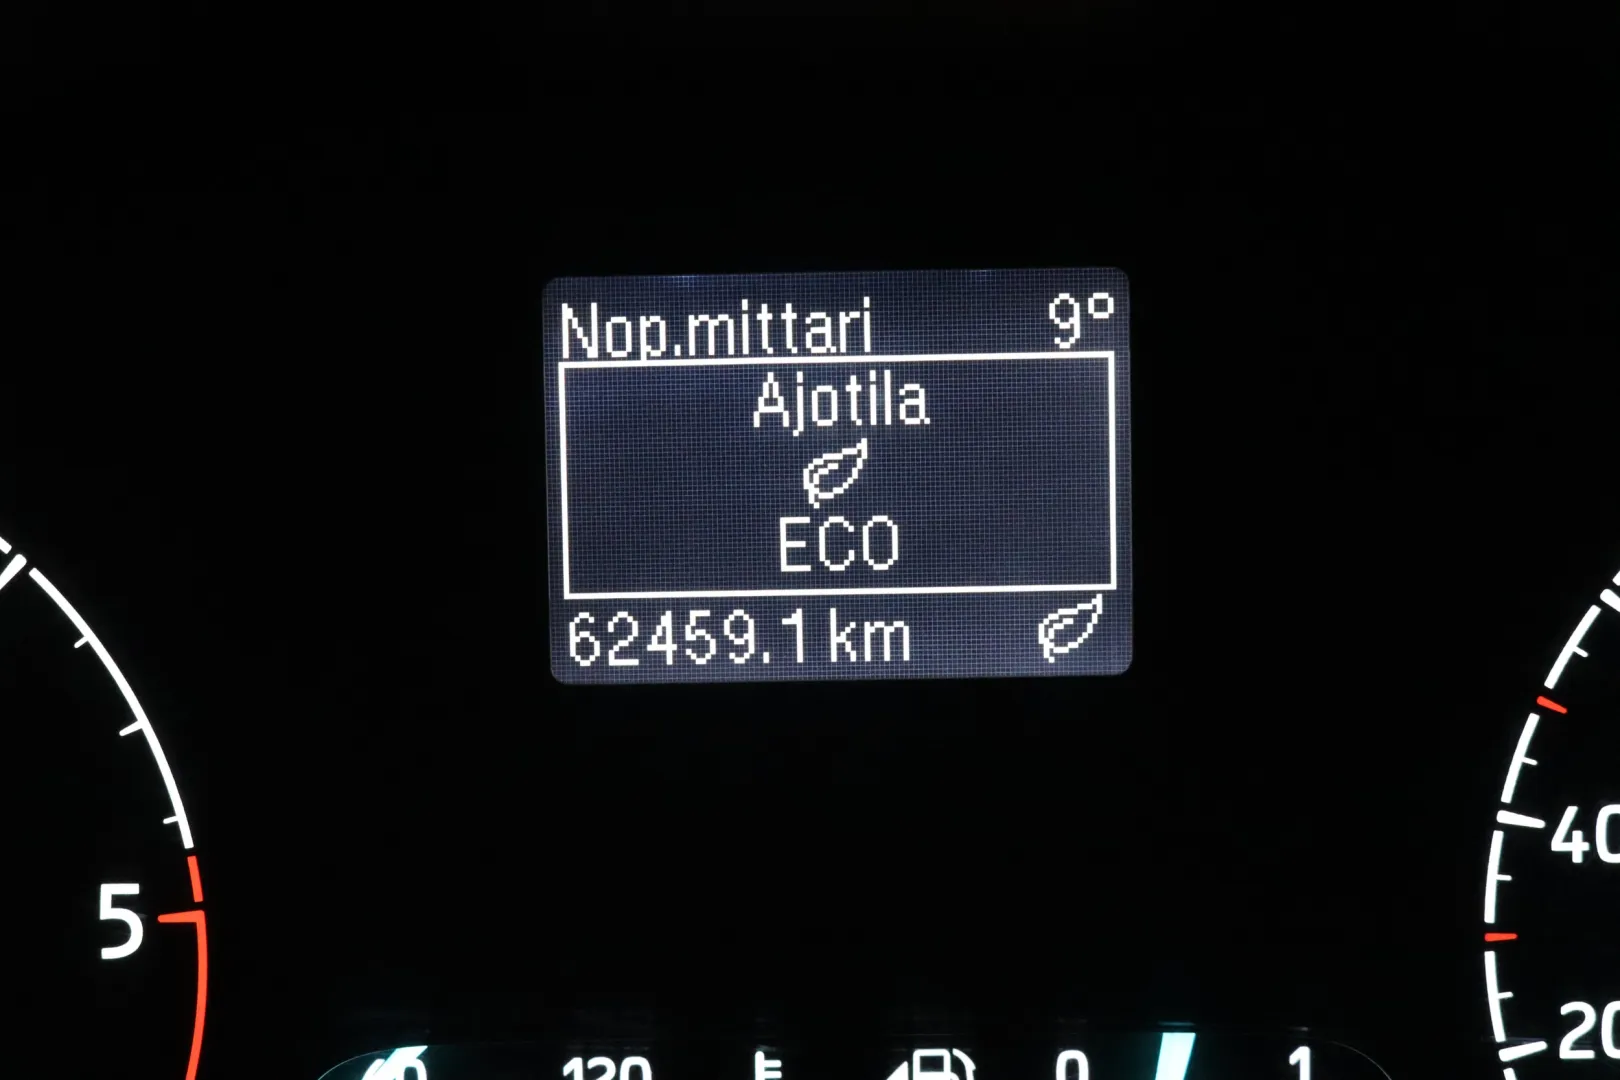 Nop.mittari 9°
Ajotila
ECO
62459.1 km
5
40
20
120
0
1